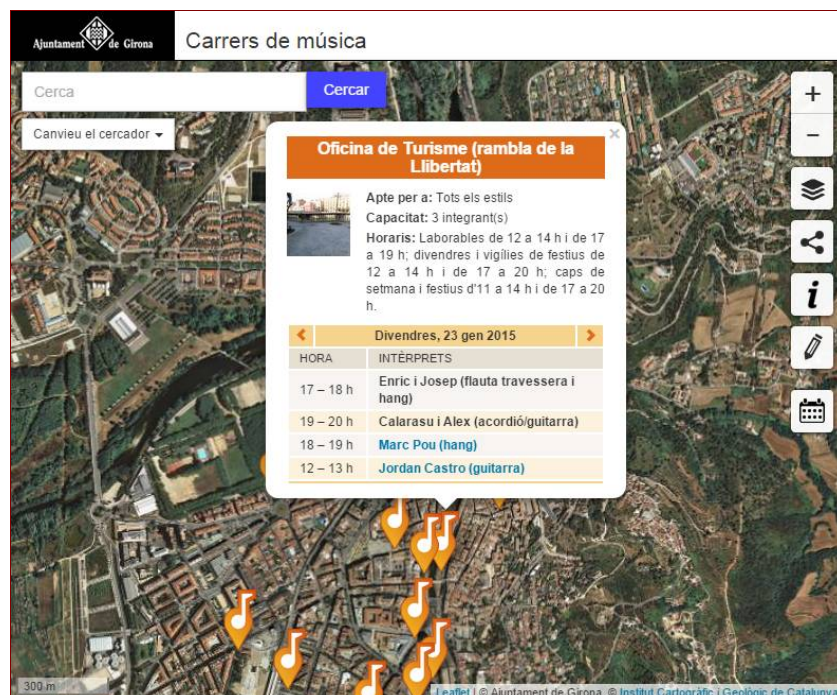 Ajuntament de Girona
Carrers de música
Cerca
Cercar
Canvieu el cercador
+
−
×
Oficina de Turisme (rambla de la
Llibertat)
Apte per a: Tots els estils
Capacitat: 3 integrant(s)
Horaris: Laborables de 12 a 14 h i de 17
a 19 h; divendres i vigílies de festius de
12 a 14 h i de 17 a 20 h; caps de
setmana i festius d'11 a 14 h i de 17 a 20
h.
Divendres, 23 gen 2015
HORA INTÈRPRETS
17 – 18 h Enric i Josep (flauta travessera i
hang)
19 – 20 h Calarasu i Alex (acordió/guitarra)
18 – 19 h Marc Pou (hang)
12 – 13 h Jordan Castro (guitarra)
i
300 m
Leaflet | © Ajuntament de Girona, © Institut Cartogràfic i Geològic de Catalunya